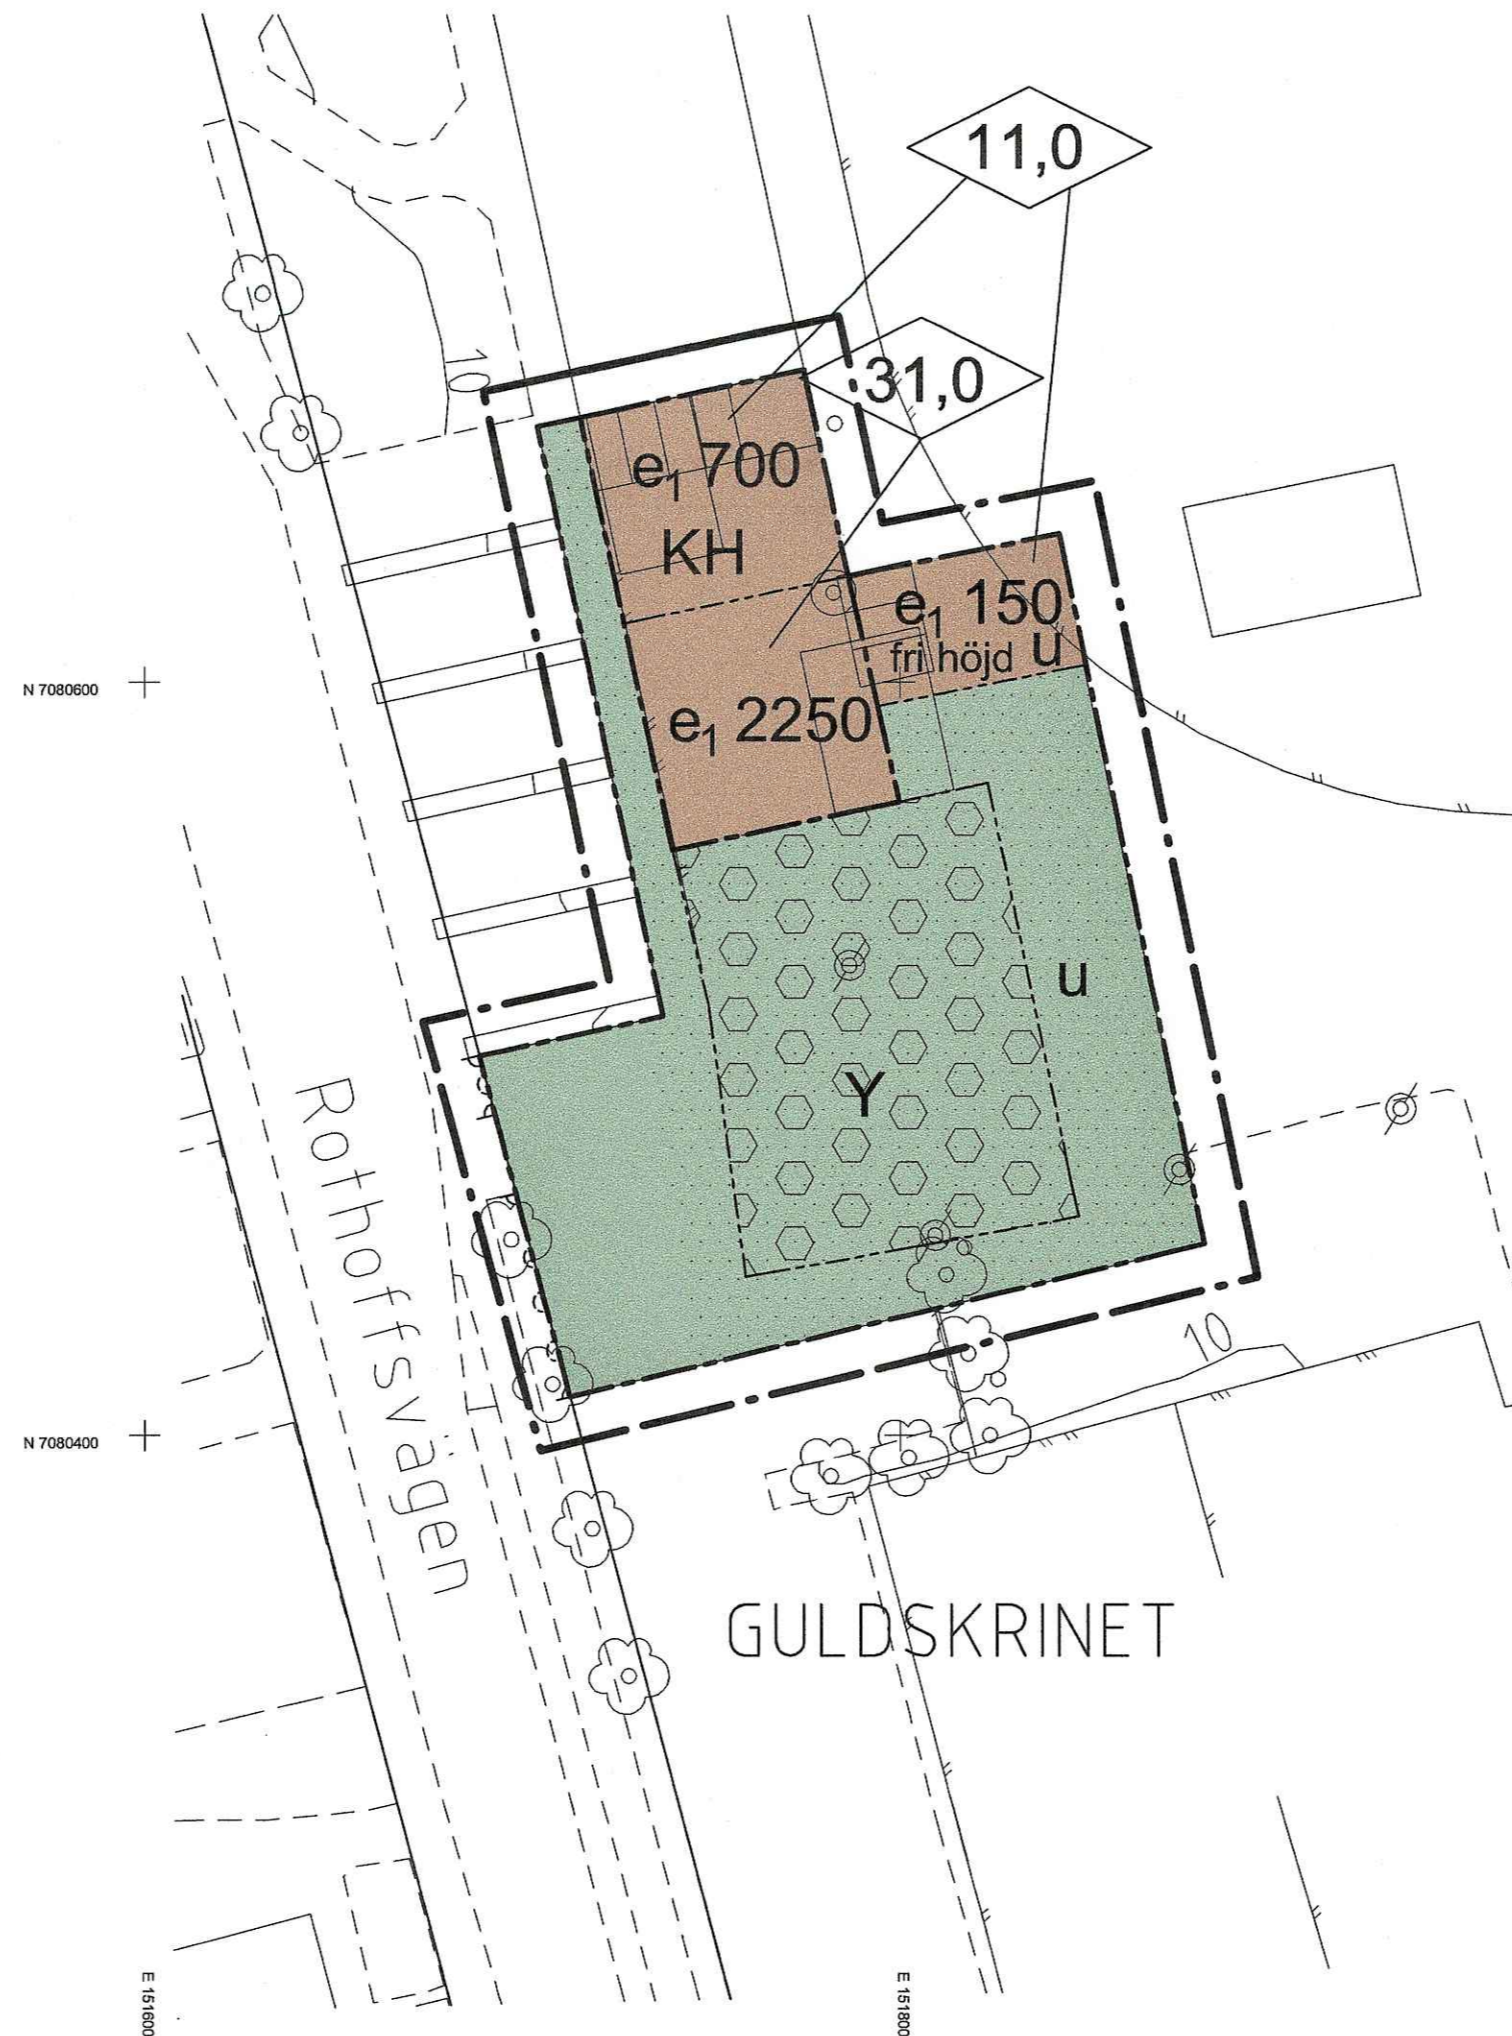 11,0
31,0
10
e₁ 700
KH
e₁ 150
fri höjd u
N 7080600
e₁ 2250
u
Y
Rothoffsvägen
10
N 7080400
GULDSKRINET
E 151600
E 151800